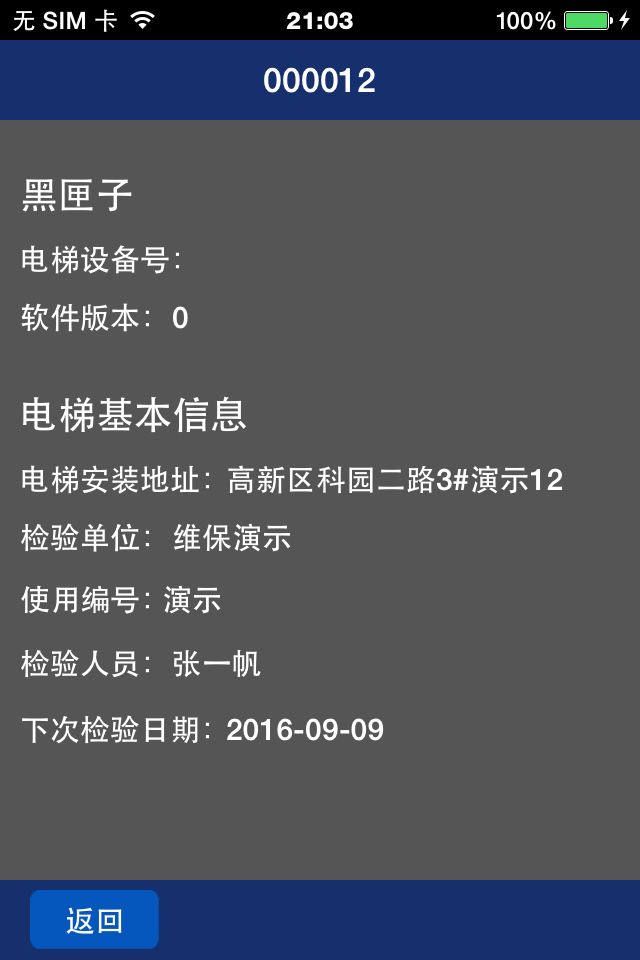 无 SIM 卡 21:03 100%
000012
黑匣子
电梯设备号：
软件版本： 0
电梯基本信息
电梯安装地址：高新区科园二路3#演示12
检验单位： 维保演示
使用编号：演示
检验人员： 张一帆
下次检验日期：2016-09-09
返回